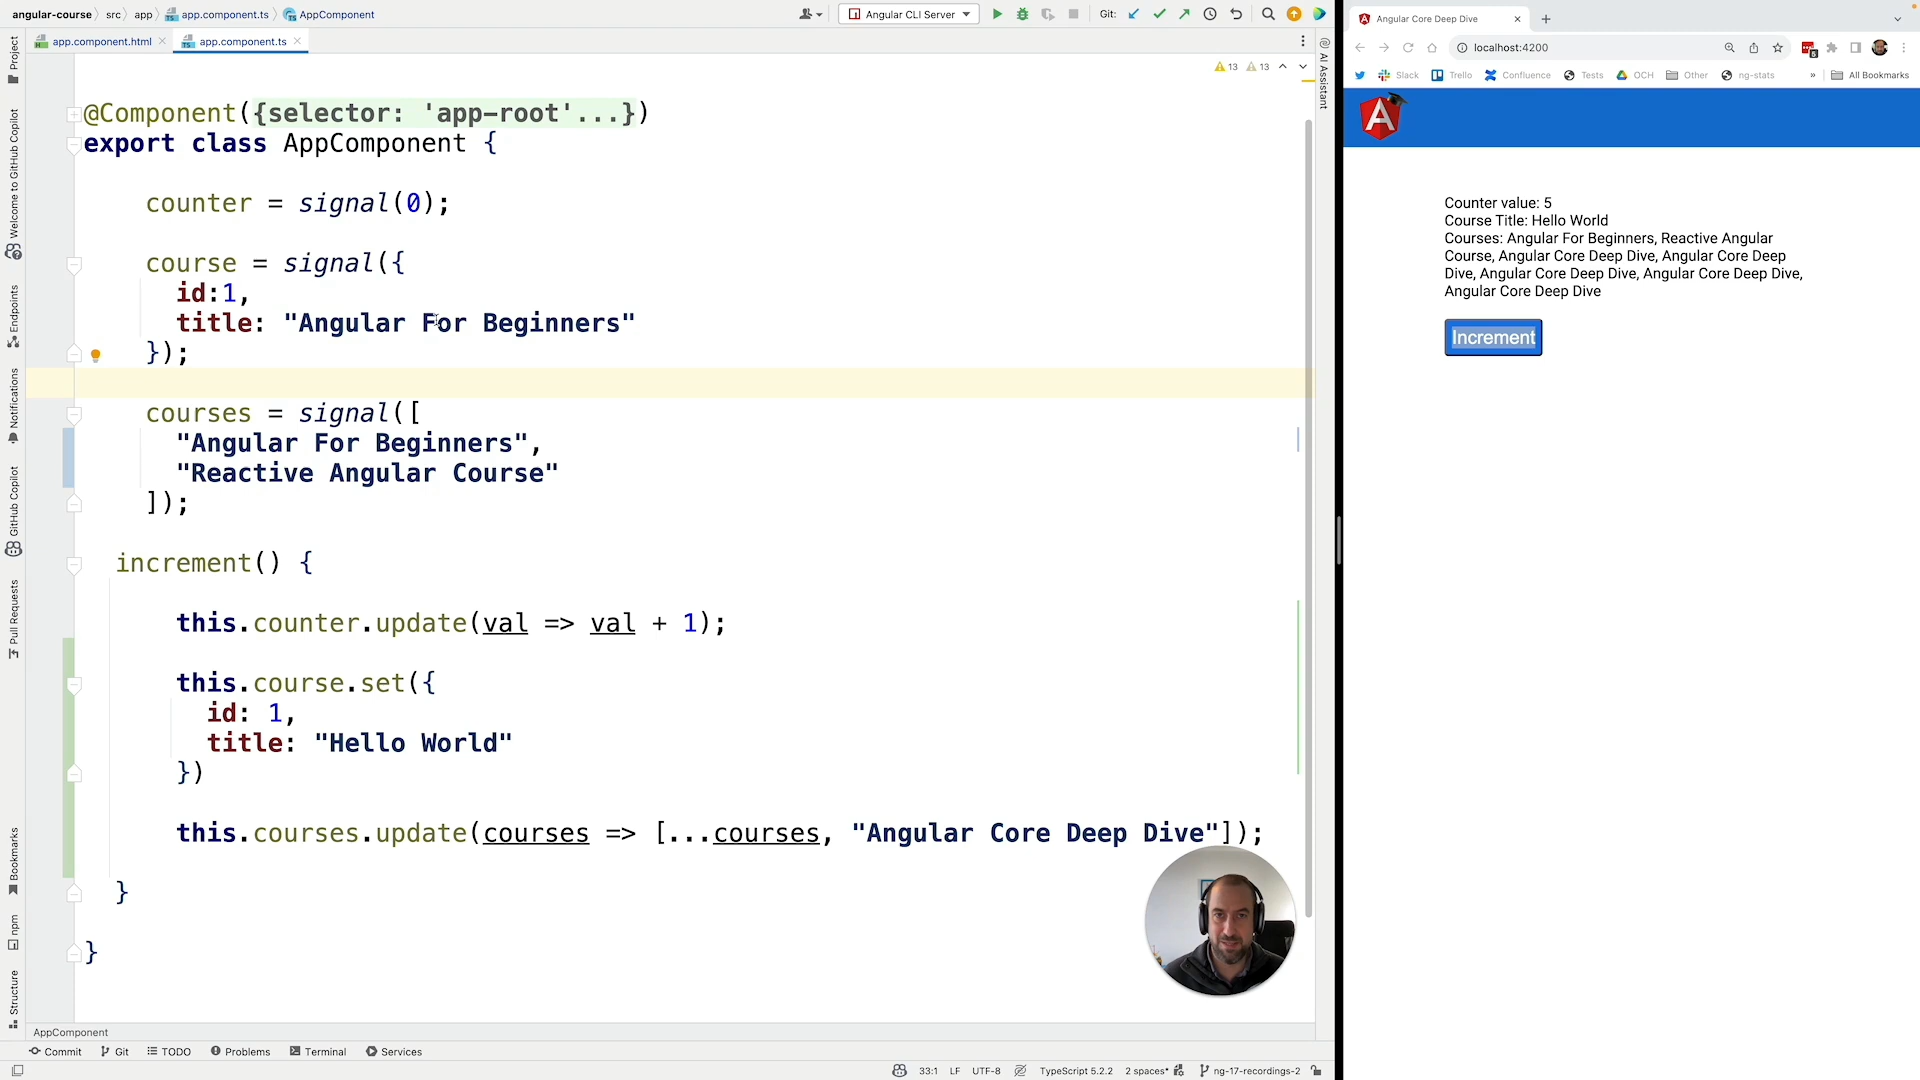 angular-course
src
app
app.component.ts
AppComponent
Angular CLI Server
Git:
app.component.html
app.component.ts
13
13
Project
Welcome to GitHub Copilot
Endpoints
Notifications
GitHub Copilot
Pull Requests
Bookmarks
npm
Structure
AI Assistant
@Component({selector: 'app-root'...})
export class AppComponent {
counter = signal(0);
course = signal({
id:1,
title: "Angular For Beginners"
});
courses = signal([
"Angular For Beginners",
"Reactive Angular Course"
]);
increment() {
this.counter.update(val => val + 1);
this.course.set({
id: 1,
title: "Hello World"
})
this.courses.update(courses => [...courses, "Angular Core Deep Dive"]);
}
}
AppComponent
Commit
Git
TODO
Problems
Terminal
Services
33:1
LF
UTF-8
TypeScript 5.2.2
2 spaces*
ng-17-recordings-2
Angular Core Deep Dive
localhost:4200
5
Slack
Trello
Confluence
Tests
OCH
Other
ng-stats
»
All Bookmarks
A
Counter value: 5
Course Title: Hello World
Courses: Angular For Beginners, Reactive Angular
Course, Angular Core Deep Dive, Angular Core Deep
Dive, Angular Core Deep Dive, Angular Core Deep Dive,
Angular Core Deep Dive
Increment